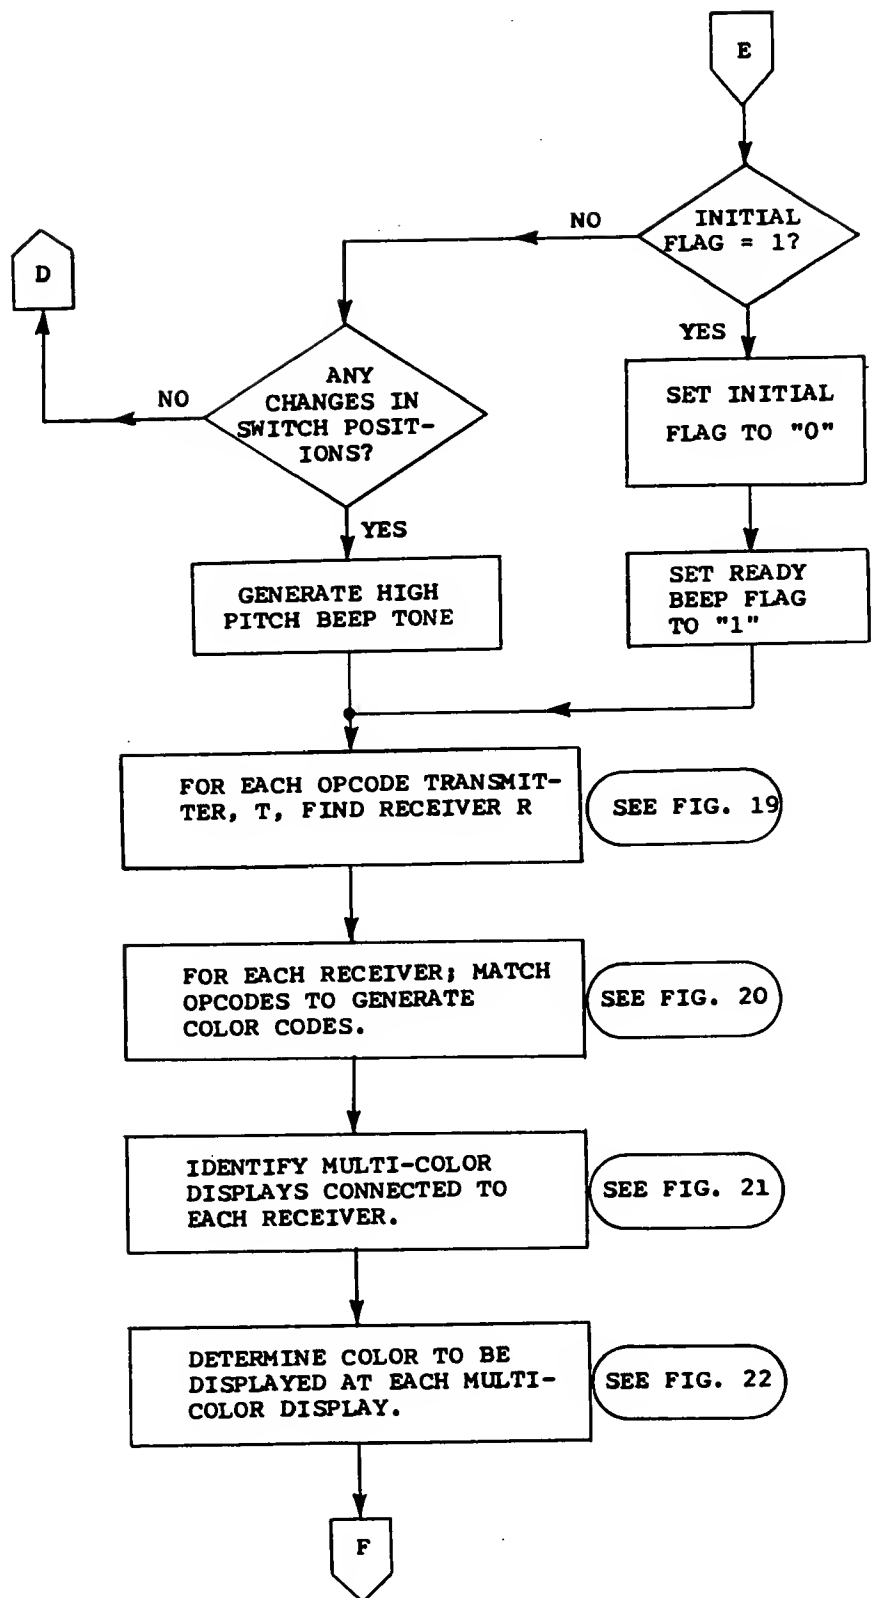 E
INITIAL
FLAG = 1?
NO
YES
D
ANY
CHANGES IN
SWITCH POSIT-
IONS?
NO
YES
SET INITIAL
FLAG TO "0"
GENERATE HIGH
PITCH BEEP TONE
SET READY
BEEP FLAG
TO "1"
FOR EACH OPCODE TRANSMIT-
TER, T, FIND RECEIVER R
SEE FIG. 19
FOR EACH RECEIVER; MATCH
OPCODES TO GENERATE
COLOR CODES.
SEE FIG. 20
IDENTIFY MULTI-COLOR
DISPLAYS CONNECTED TO
EACH RECEIVER.
SEE FIG. 21
DETERMINE COLOR TO BE
DISPLAYED AT EACH MULTI-
COLOR DISPLAY.
SEE FIG. 22
F